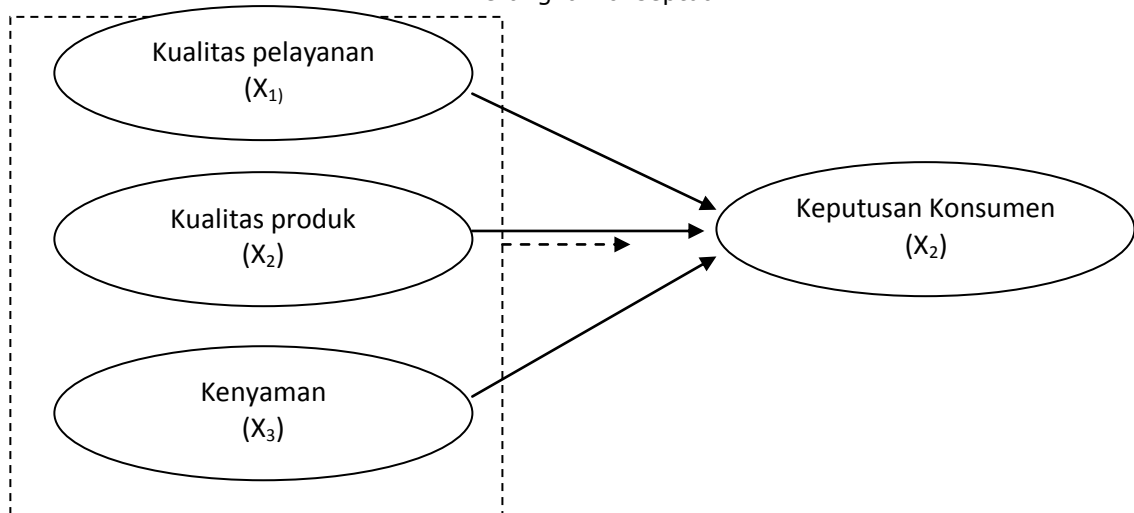 Kualitas pelayanan
(X₁₎
Kualitas produk
(X₂)
Kenyaman
(X₃)
Keputusan Konsumen
(X₂)